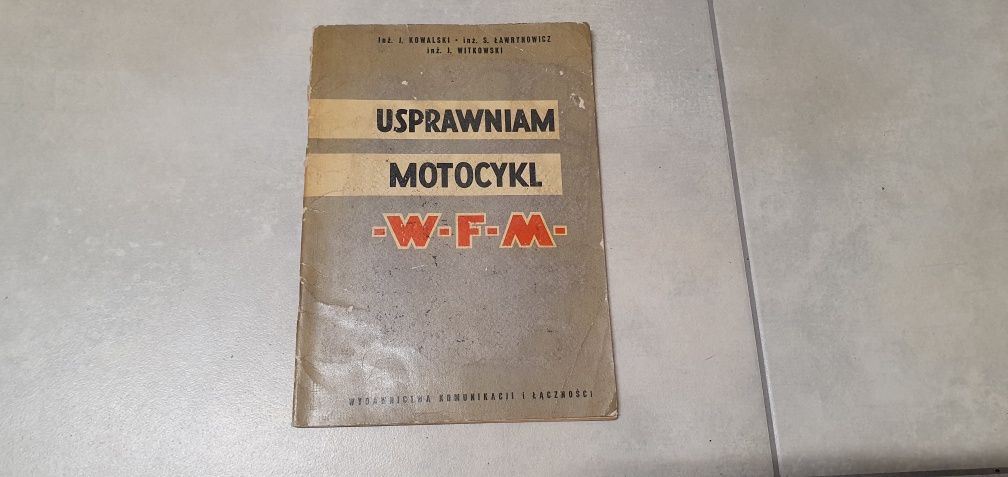 inż. J. KOWALSKI • inż. S. ŁAWRYNOWICZ
inż. J. WITKOWSKI
USPRAWNIAM
MOTOCYKL
-W-F-M-
WYDAWNICTWA KOMUNIKACJI I ŁĄCZNOŚCI